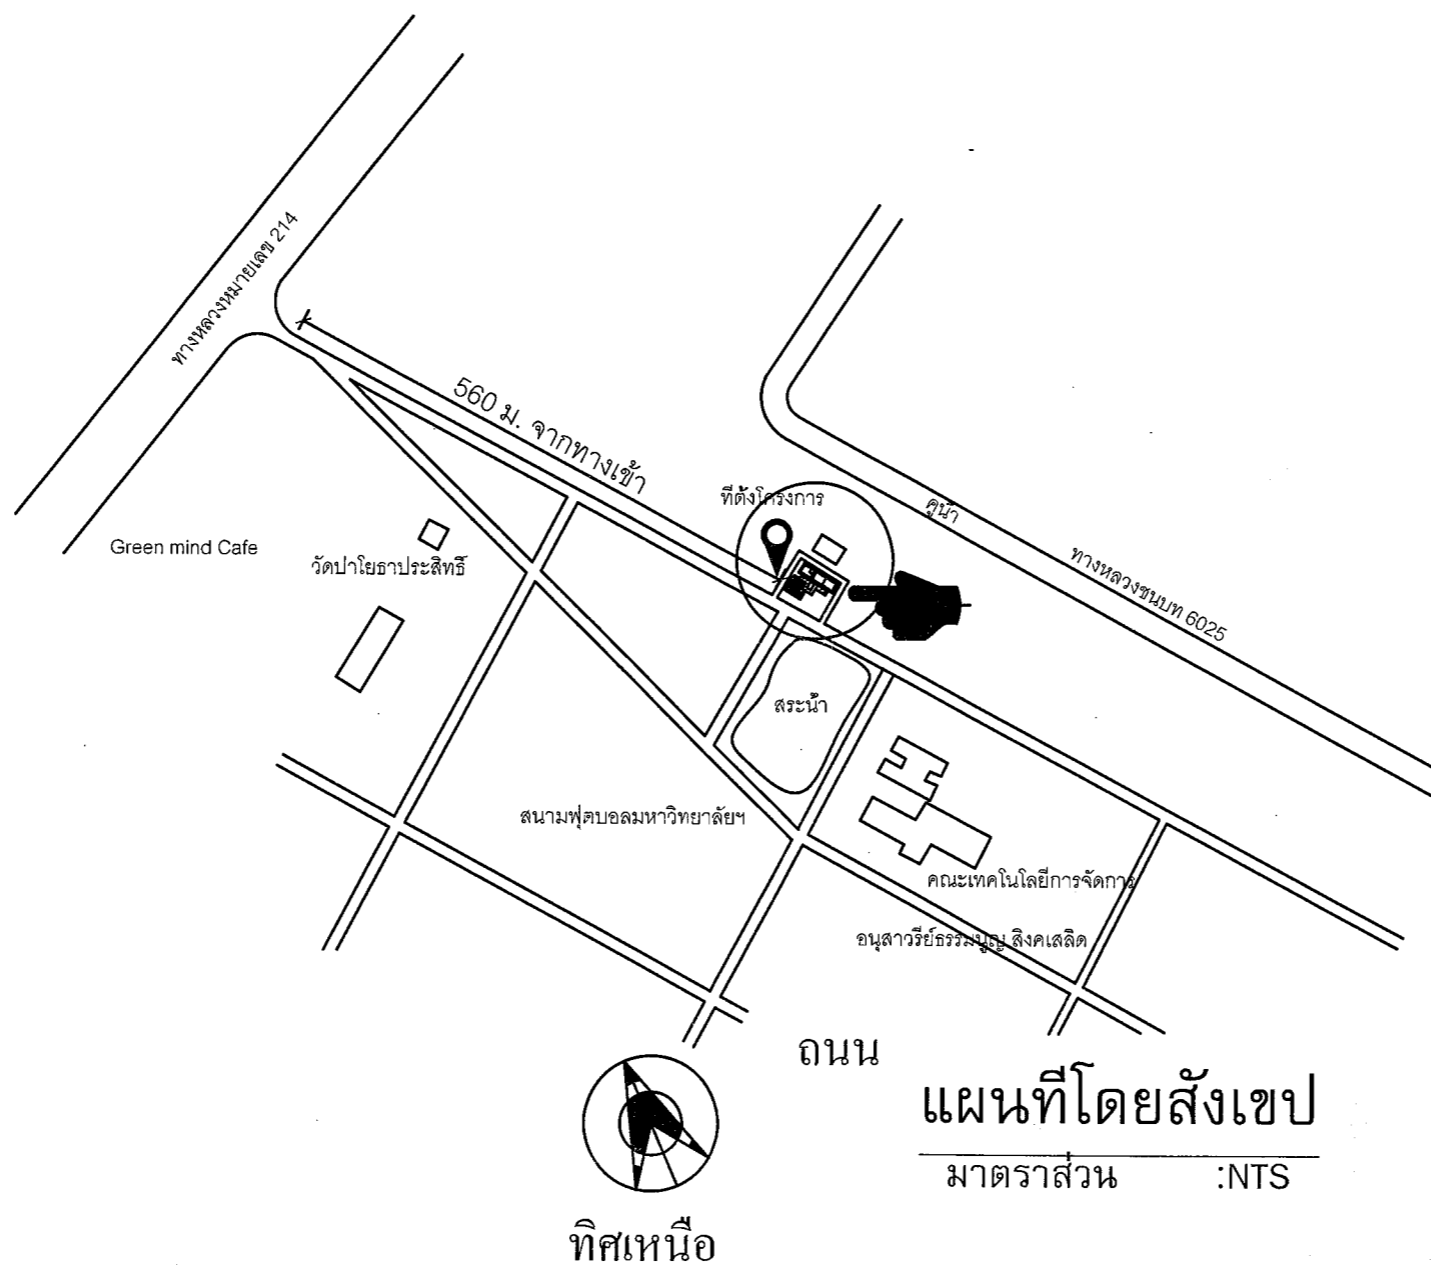 ทางหลวงหมายเลข 214
560 ม. จากทางเข้า
ที่ตั้งโครงการ
คูน้ำ
ทางหลวงชนบท 6025
Green mind Cafe
วัดป่าโยธาประสิทธิ์
สระน้ำ
สนามฟุตบอลมหาวิทยาลัยฯ
คณะเทคโนโลยีการจัดการ
อนุสาวรีย์ธรรมนูญ สิงคเสลิต
ถนน
แผนที่โดยสังเขป
มาตราส่วน :NTS
ทิศเหนือ